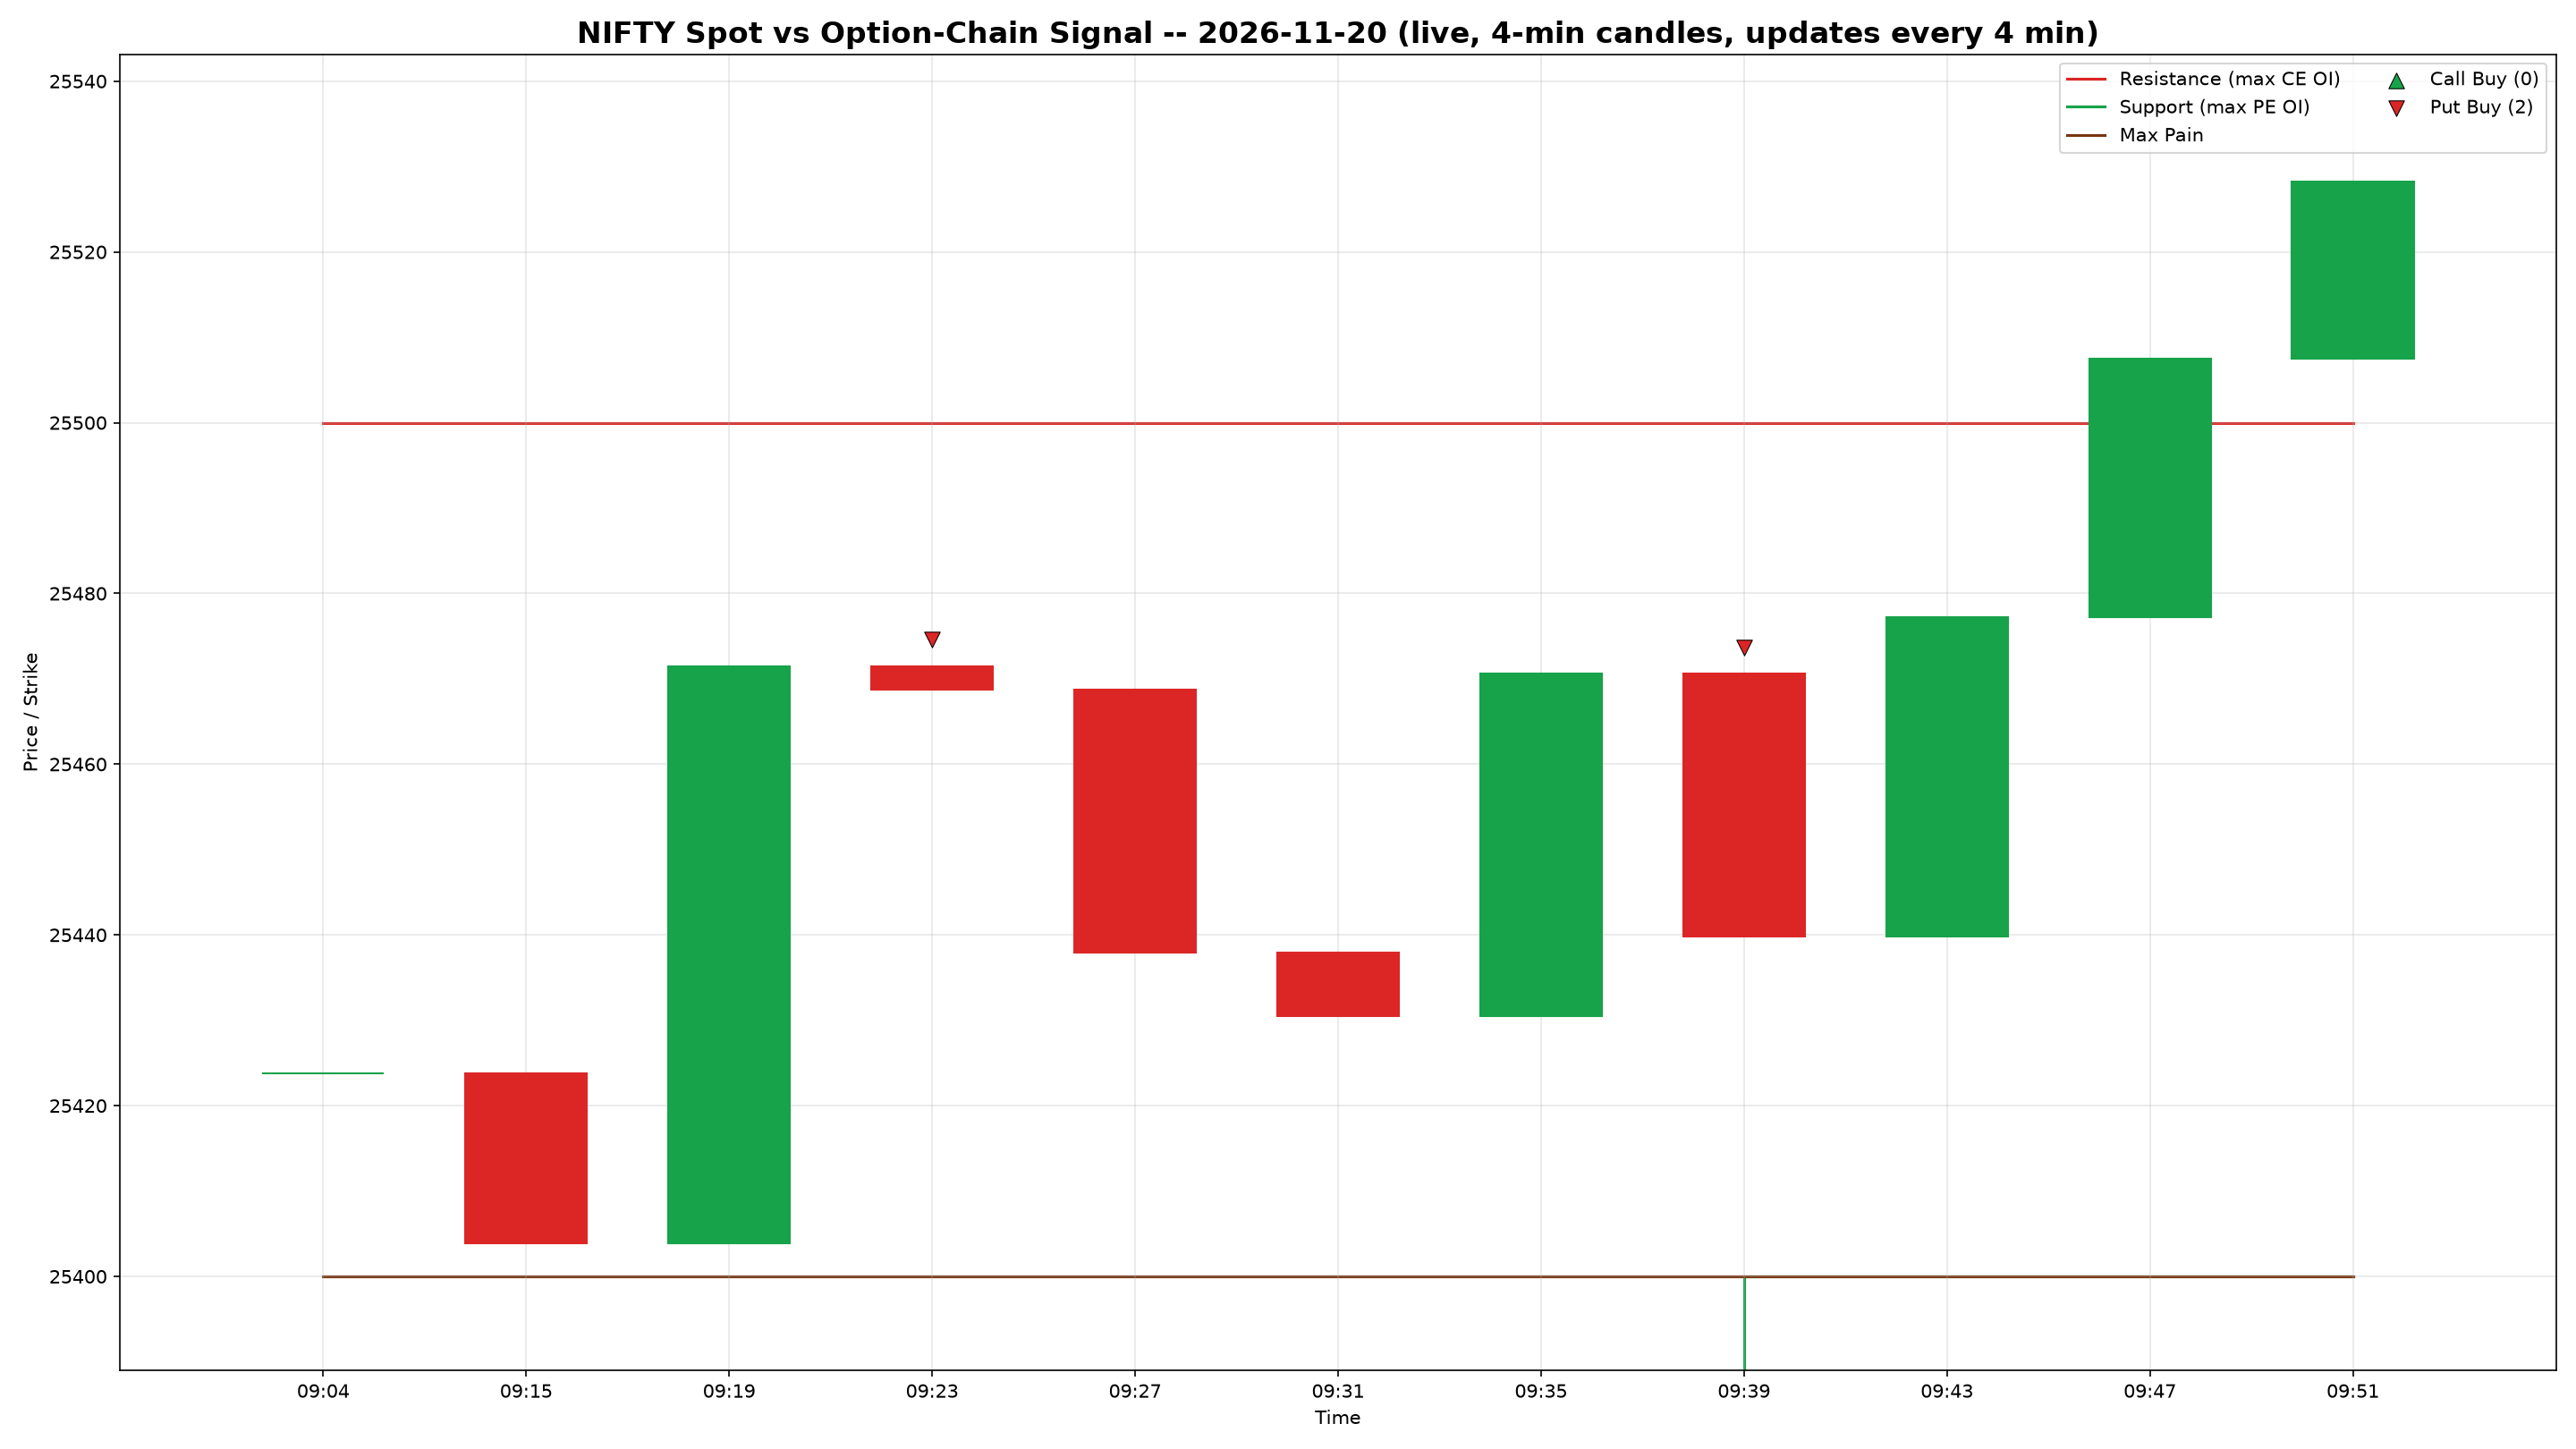 NIFTY Spot vs Option-Chain Signal -- 2026-11-20 (live, 4-min candles, updates every 4 min)
Resistance (max CE OI)
Support (max PE OI)
Max Pain
Call Buy (0)
Put Buy (2)
Price / Strike
25540
25520
25500
25480
25460
25440
25420
25400
09:04 09:15 09:19 09:23 09:27 09:31 09:35 09:39 09:43 09:47 09:51
Time